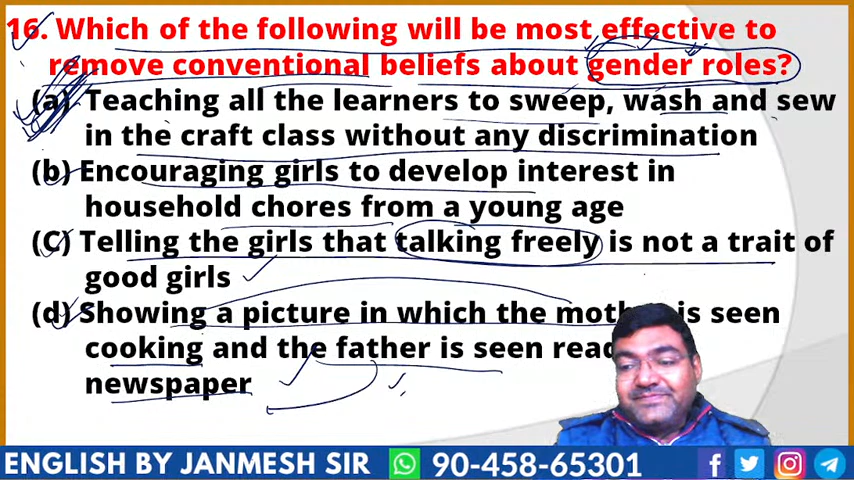 16. Which of the following will be most effective to
remove conventional beliefs about gender roles?
(a) Teaching all the learners to sweep, wash and sew
in the craft class without any discrimination
(b) Encouraging girls to develop interest in
household chores from a young age
(C) Telling the girls that talking freely is not a trait of
good girls
(d) Showing a picture in which the mother is seen
cooking and the father is seen read
newspaper
ENGLISH BY JANMESH SIR 90-458-65301